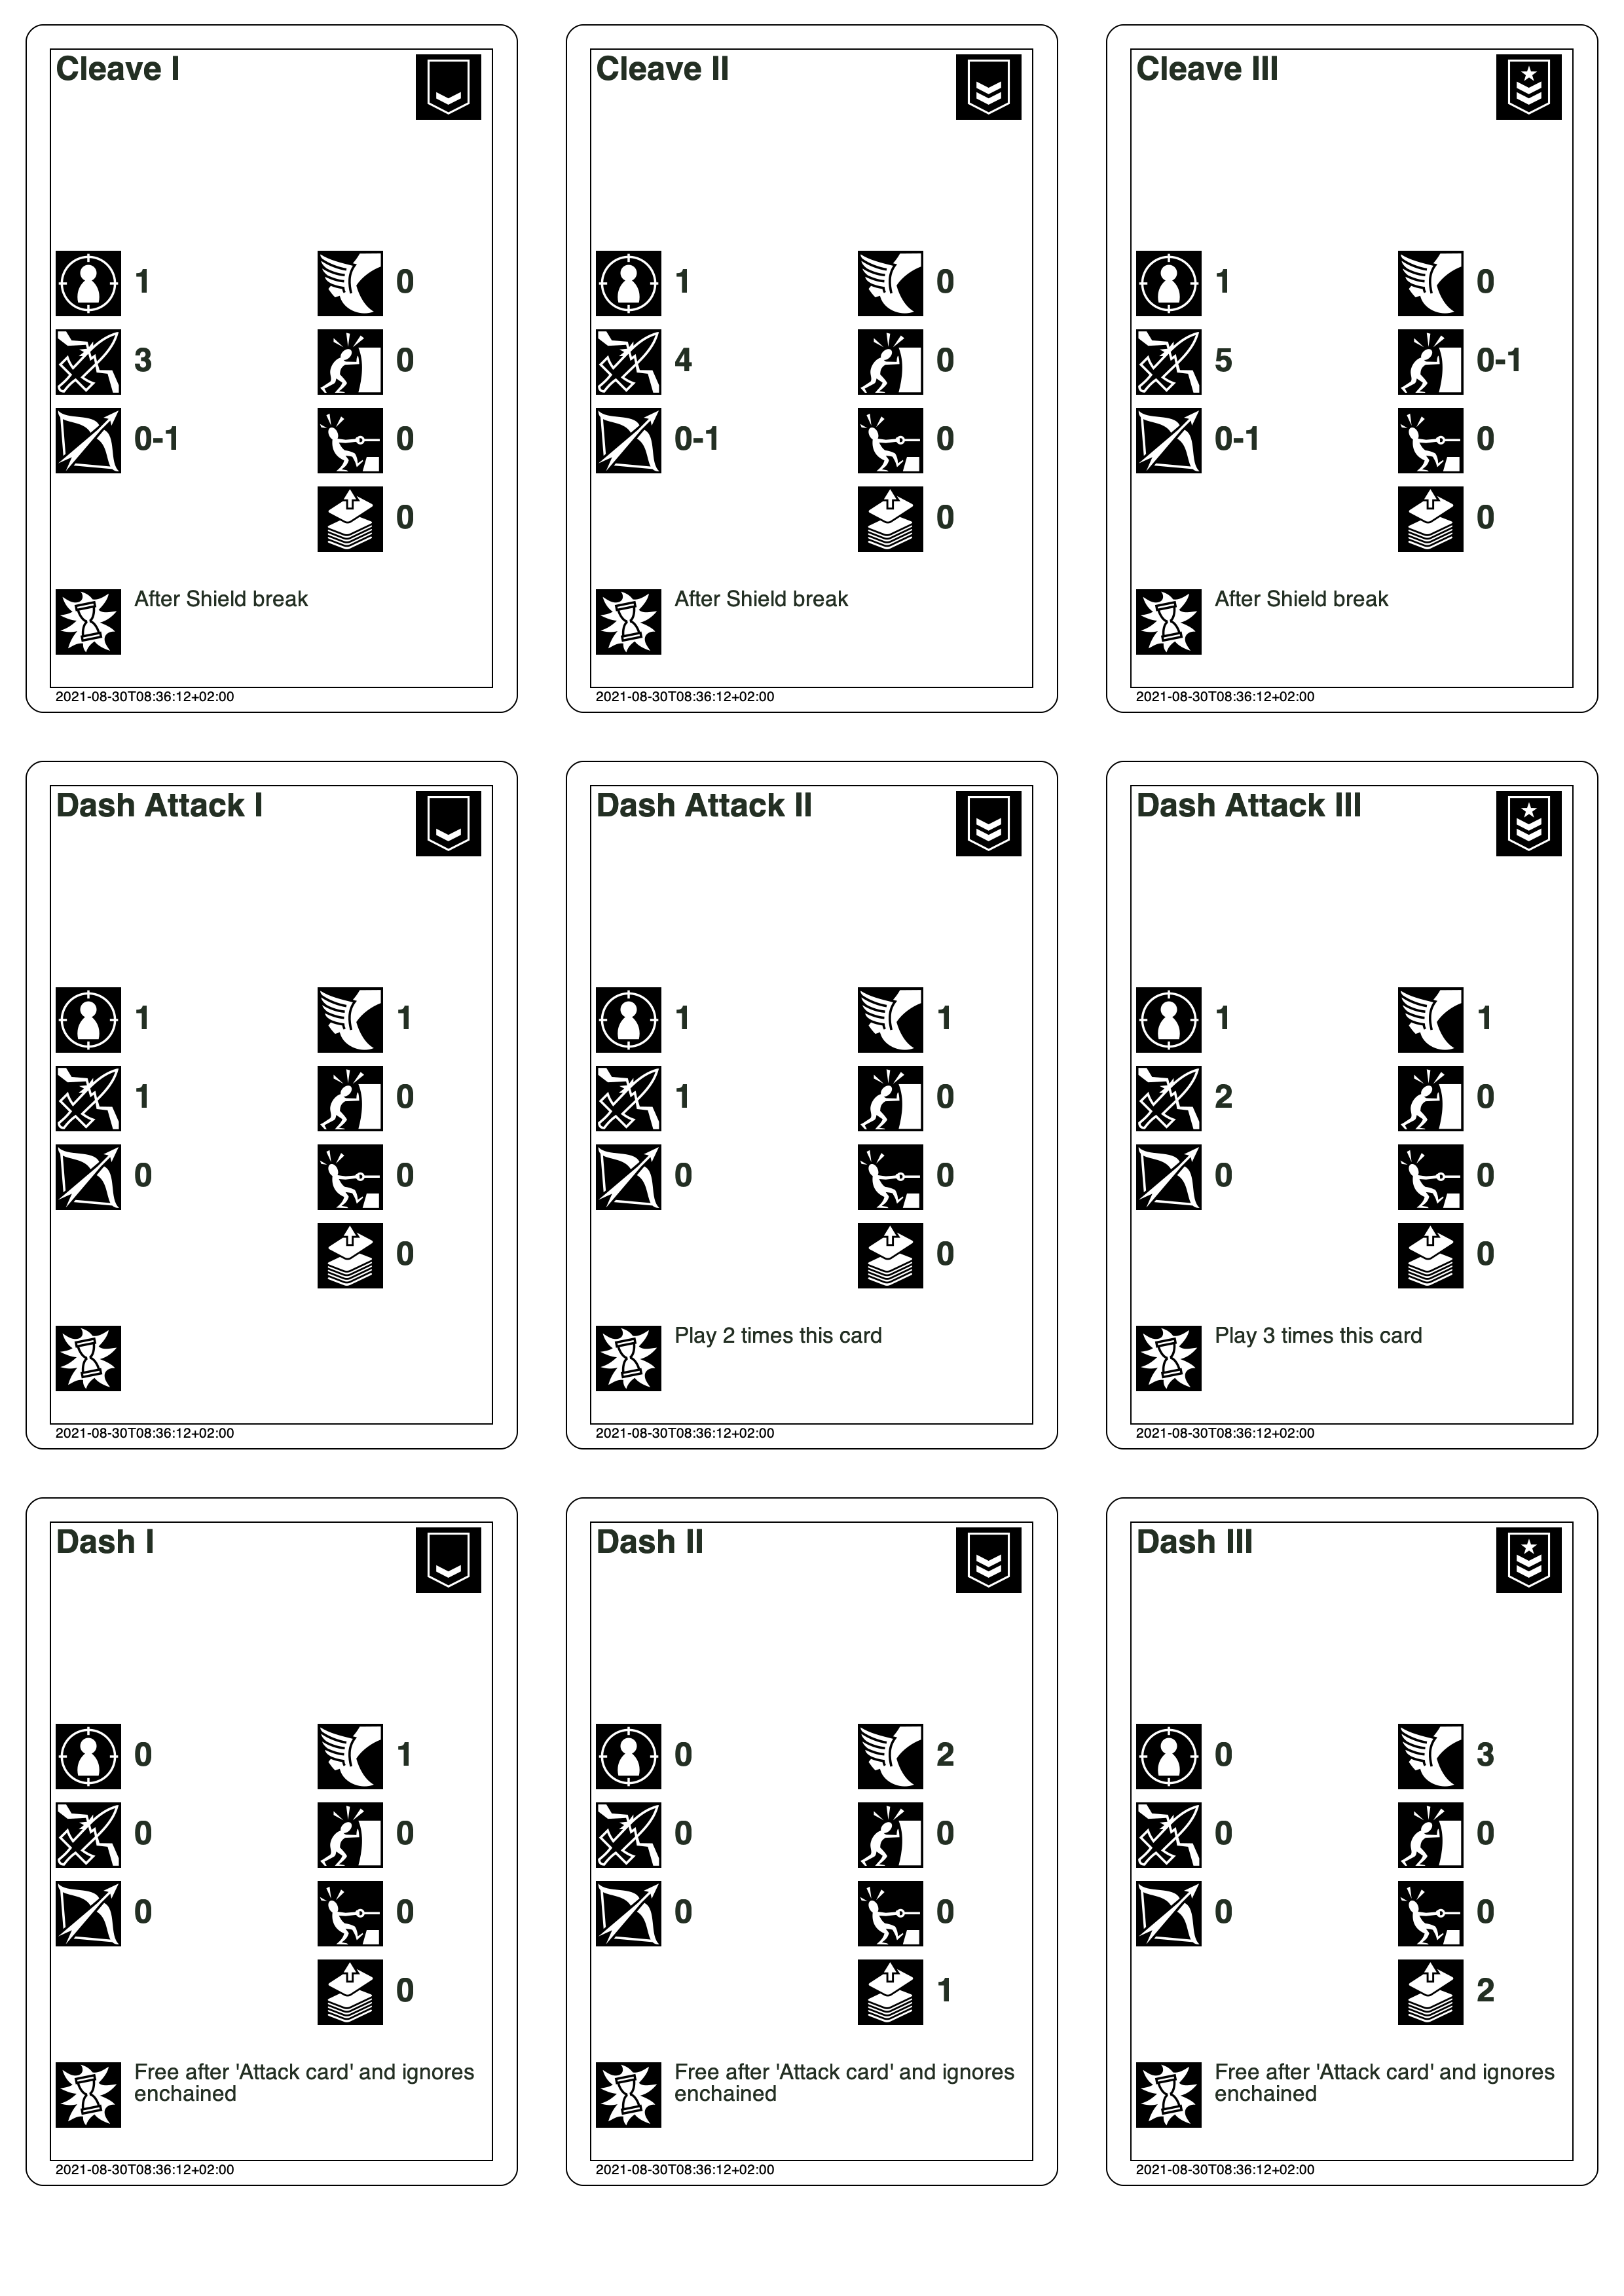 Cleave I
1
0
3
0
0-1
0
0
After Shield break
2021-08-30T08:36:12+02:00
Cleave II
1
0
4
0
0-1
0
0
After Shield break
2021-08-30T08:36:12+02:00
Cleave III
1
0
5
0-1
0-1
0
0
After Shield break
2021-08-30T08:36:12+02:00
Dash Attack I
1
1
1
0
0
0
0
2021-08-30T08:36:12+02:00
Dash Attack II
1
1
1
0
0
0
0
Play 2 times this card
2021-08-30T08:36:12+02:00
Dash Attack III
1
1
2
0
0
0
0
Play 3 times this card
2021-08-30T08:36:12+02:00
Dash I
0
1
0
0
0
0
0
Free after 'Attack card' and ignores
enchained
2021-08-30T08:36:12+02:00
Dash II
0
2
0
0
0
0
1
Free after 'Attack card' and ignores
enchained
2021-08-30T08:36:12+02:00
Dash III
0
3
0
0
0
0
2
Free after 'Attack card' and ignores
enchained
2021-08-30T08:36:12+02:00